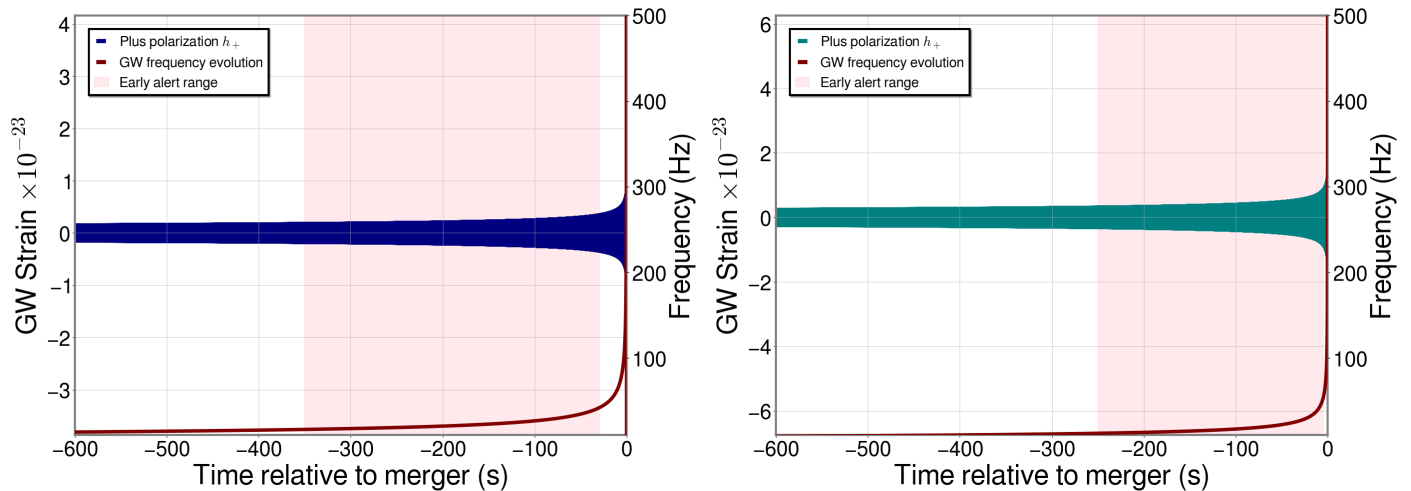 GW Strain ×10⁻²³
4
3
2
1
0
−1
−2
−3
Plus polarization h₊
GW frequency evolution
Early alert range
500
400
300
200
100
Frequency (Hz)
−600 −500 −400 −300 −200 −100 0
Time relative to merger (s)
GW Strain ×10⁻²³
6
4
2
0
−2
−4
−6
Plus polarization h₊
GW frequency evolution
Early alert range
500
400
300
200
100
Frequency (Hz)
−600 −500 −400 −300 −200 −100 0
Time relative to merger (s)